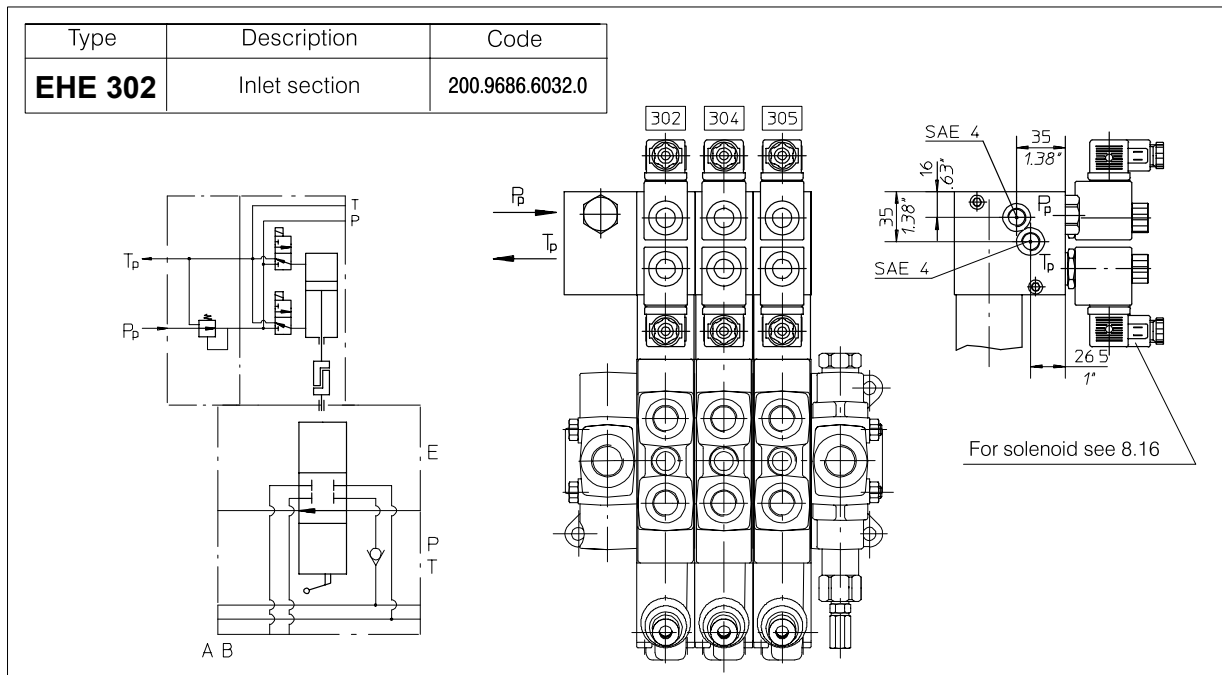 Type Description Code
EHE 302 Inlet section 200.9686.6032.0
302 304 305
SAE 4
35
1.38"
16
.63"
35
1.38"
Pp
Tp
SAE 4
26 5
1"
For solenoid see 8.16
Pp
Tp
T
P
Tp
Pp
E
P
T
A B